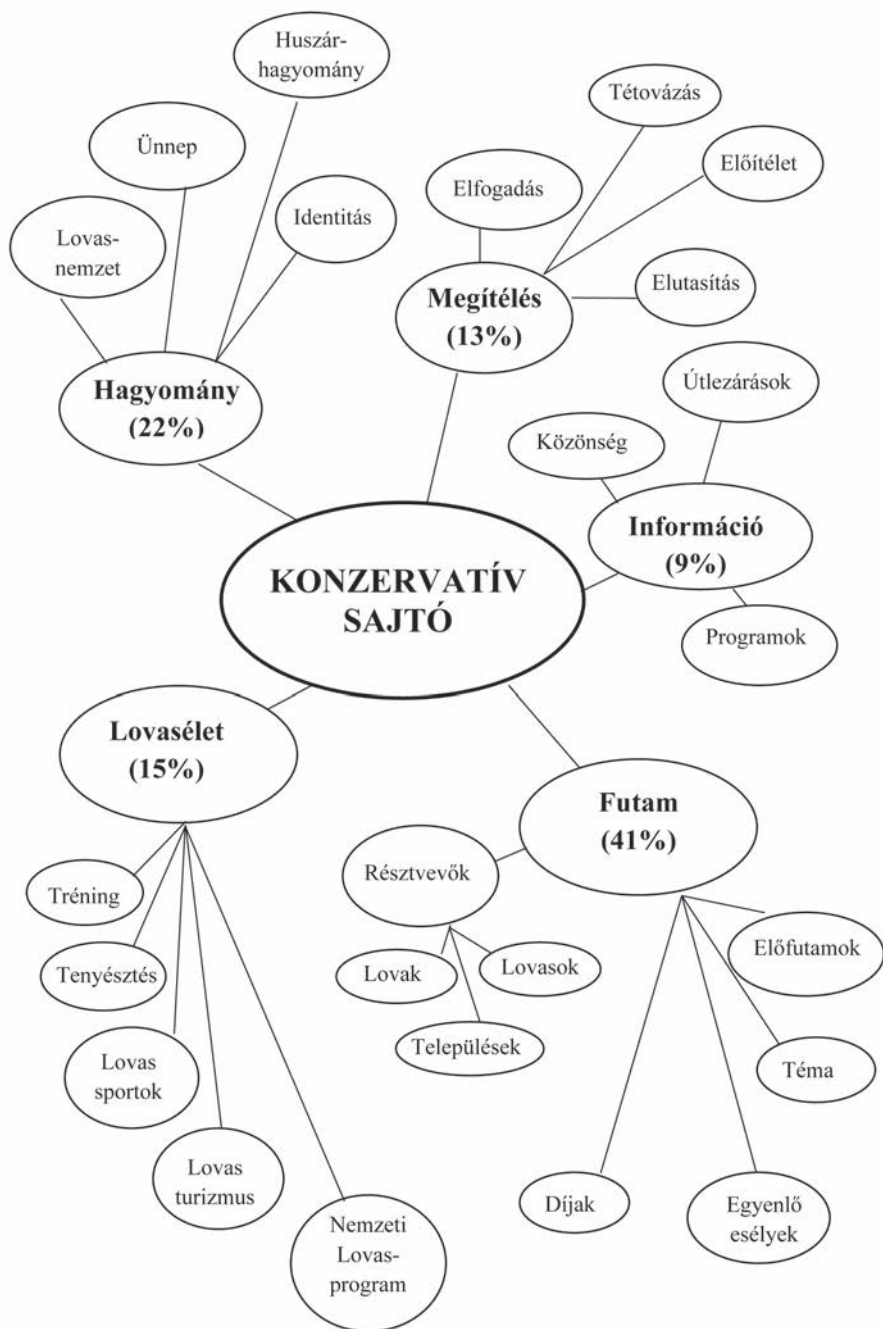 Huszár-
hagyomány
Tétovázás
Ünnep
Előítélet
Elfogadás
Identitás
Lovas-
nemzet
Elutasítás
Megítélés
(13%)
Hagyomány
(22%)
Útlezárások
Közönség
Információ
(9%)
KONZERVATÍV
SAJTÓ
Programok
Lovasélet
(15%)
Futam
(41%)
Résztvevők
Tréning
Előfutamok
Lovak
Lovasok
Tenyésztés
Települések
Lovas
sportok
Téma
Lovas
turizmus
Díjak
Egyenlő
esélyek
Nemzeti
Lovas-
program